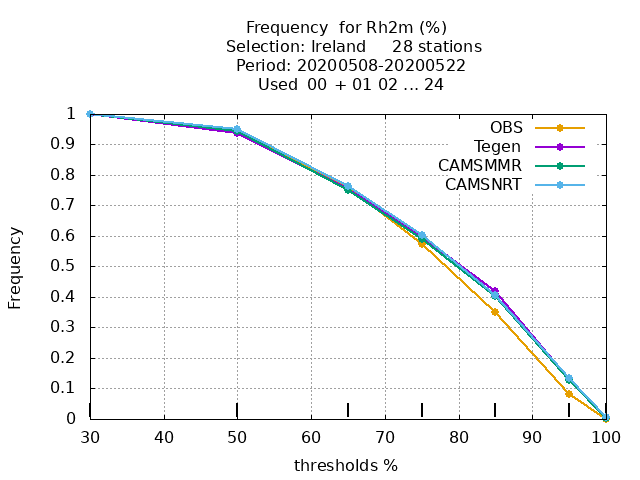 Frequency  for Rh2m (%)
Selection: Ireland     28 stations
Period: 20200508-20200522
Used  00 + 01 02 ... 24
OBS
Tegen
CAMSMMR
CAMSNRT
Frequency
1
0.9
0.8
0.7
0.6
0.5
0.4
0.3
0.2
0.1
0
30 40 50 60 70 80 90 100
thresholds %